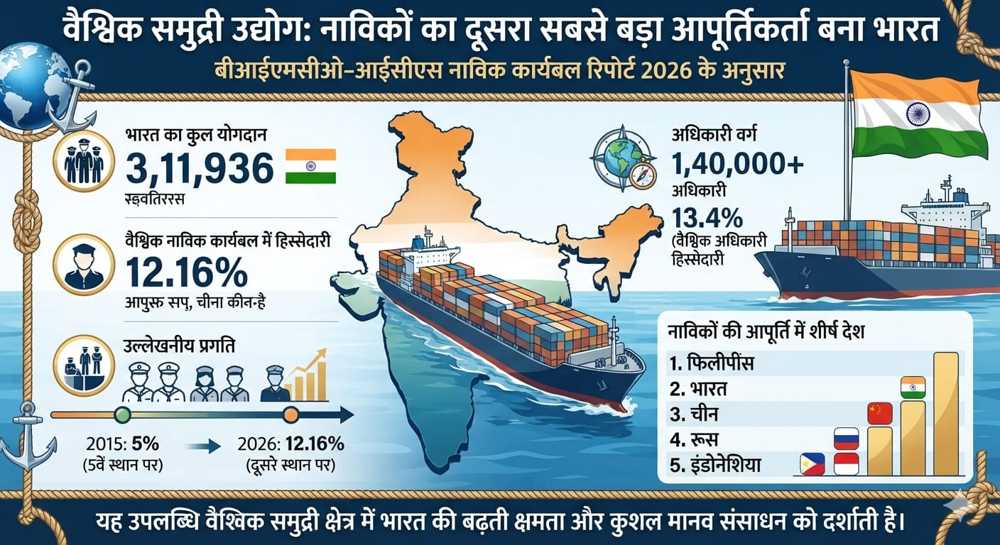 वैश्विक समुद्री उद्योग: नाविकों का दूसरा सबसे बड़ा आपूर्तिकर्ता बना भारत
बीआईएमसीओ-आईसीएस नाविक कार्यबल रिपोर्ट 2026 के अनुसार
भारत का कुल योगदान
3,11,936
वैश्विक नाविक कार्यबल में हिस्सेदारी
12.16%
चीना
उल्लेखनीय प्रगति
2015: 5%
(5वें स्थान पर)
2026: 12.16%
(दूसरे स्थान पर)
अधिकारी वर्ग
1,40,000+
अधिकारी
13.4%
(वैश्विक अधिकारी
हिस्सेदारी
नाविकों की आपूर्ति में शीर्ष देश
1. फिलीपींस
2. भारत
3. चीन
4. रूस
5. इंडोनेशिया
यह उपलब्धि वैश्विक समुद्री क्षेत्र में भारत की बढ़ती क्षमता और कुशल मानव संसाधन को दर्शाती है।